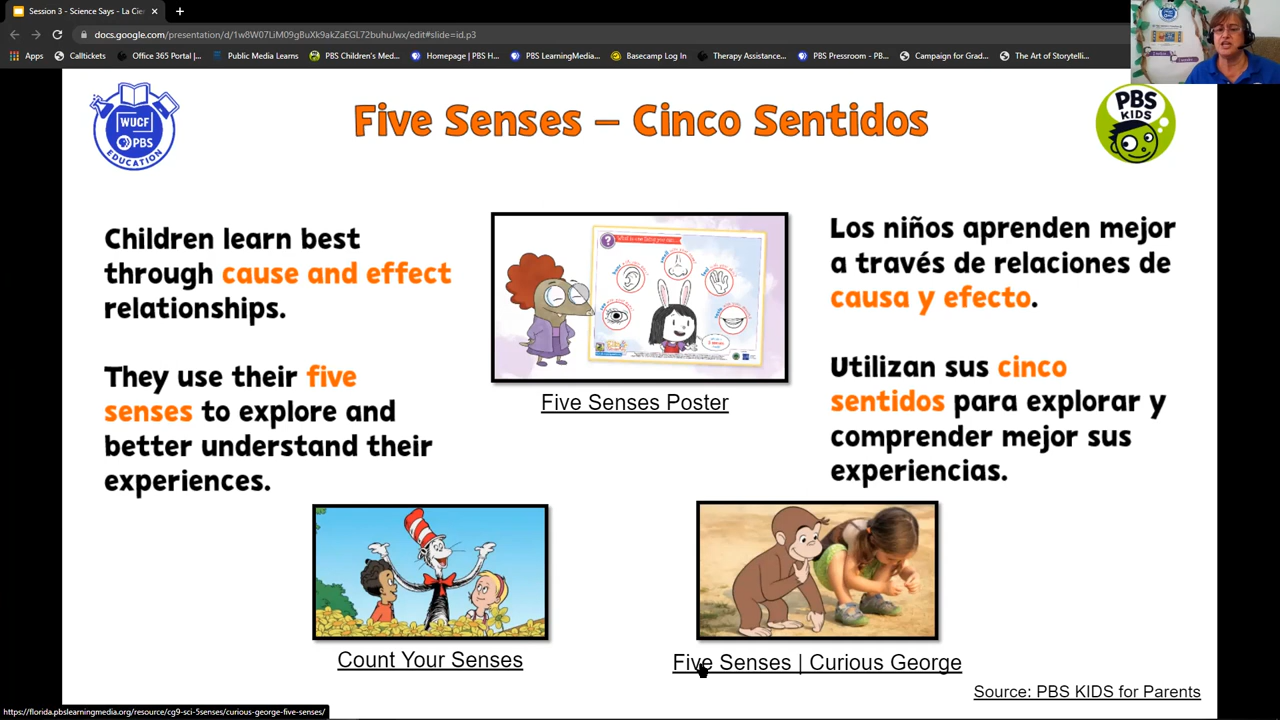 Session 3 - Science Says - La Cie
docs.google.com/presentation/d/1w8W07LiM09gBuXk9akZaEGL72buhuJwx/edit#slide=id.p3
Apps
Calltickets
Office 365 Portal |...
Public Media Learns
PBS Children's Med...
Homepage | PBS H...
PBS LearningMedia...
Basecamp Log In
Therapy Assistance...
PBS Pressroom - PB...
Campaign for Grad...
The Art of Storytelli...
WUCF
PBS
EDUCATION
Five Senses – Cinco Sentidos
PBS
KIDS
Children learn best
through cause and effect
relationships.
They use their five
senses to explore and
better understand their
experiences.
Five Senses Poster
Los niños aprenden mejor
a través de relaciones de
causa y efecto.
Utilizan sus cinco
sentidos para explorar y
comprender mejor sus
experiencias.
Count Your Senses
Five Senses | Curious George
Source: PBS KIDS for Parents
https://florida.pbslearningmedia.org/resource/cg9-sci-5senses/curious-george-five-senses/